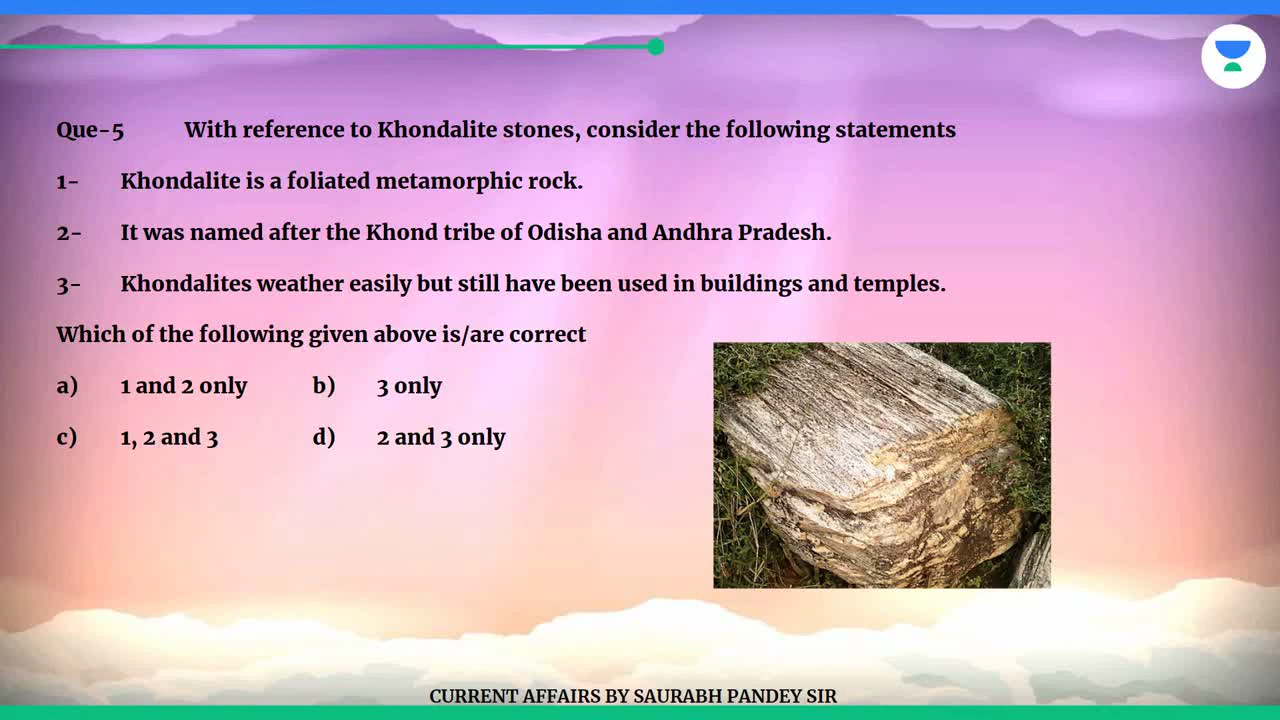 Que-5 With reference to Khondalite stones, consider the following statements
1- Khondalite is a foliated metamorphic rock.
2- It was named after the Khond tribe of Odisha and Andhra Pradesh.
3- Khondalites weather easily but still have been used in buildings and temples.
Which of the following given above is/are correct
a) 1 and 2 only b) 3 only
c) 1, 2 and 3 d) 2 and 3 only
CURRENT AFFAIRS BY SAURABH PANDEY SIR